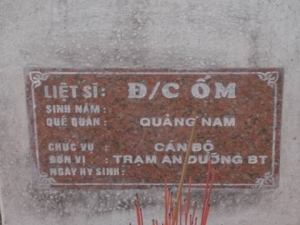 LIỆT SĨ: Đ/C ỐM
SINH NĂM:
QUÊ QUÁN: QUẢNG NAM
CHỨC VỤ : CÁN BỘ
ĐƠN VỊ : TRẠM AN DƯỠNG BT
NGÀY HY SINH: